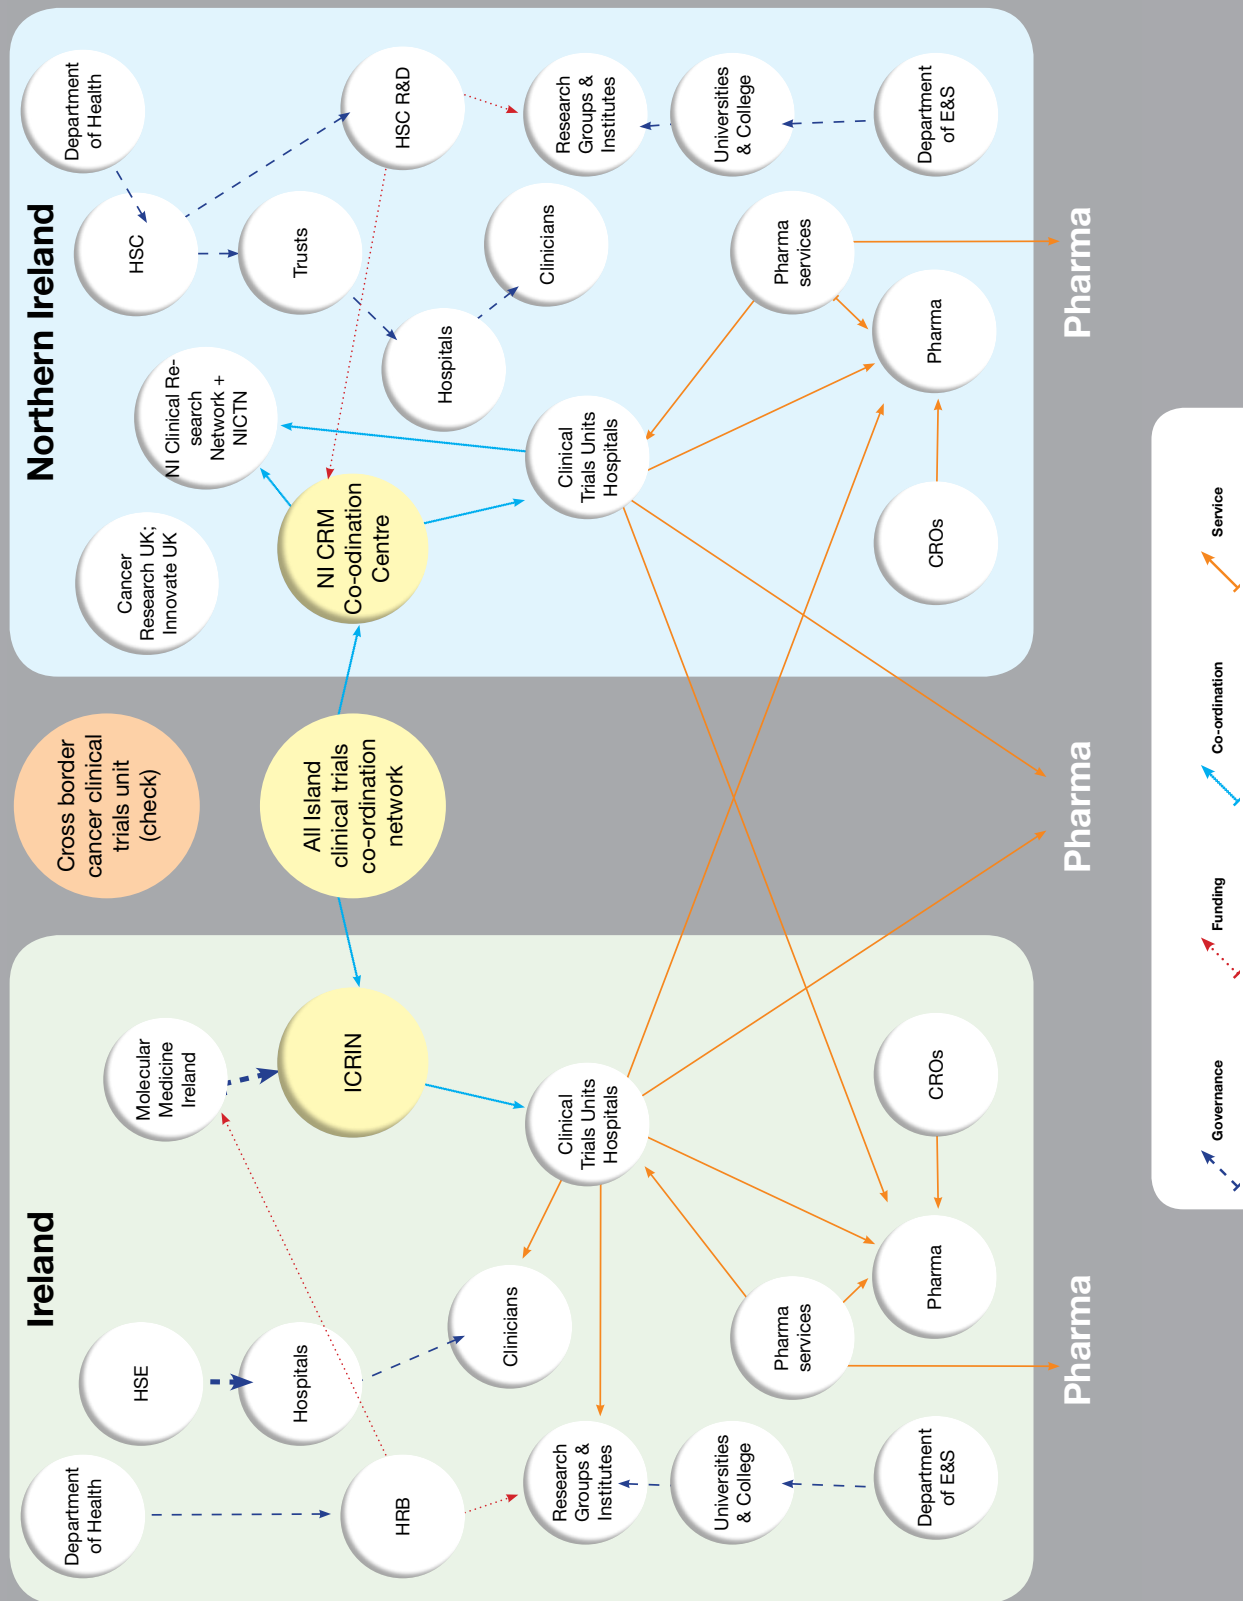 Ireland
Department
of Health
HSE
Molecular
Medicine
Ireland
Hospitals
ICRIN
HRB
Clinicians
Clinical
Trials Units
Hospitals
Research
Groups &
Institutes
Universities
& College
Pharma
services
Department
of E&S
Pharma
CROs
Pharma
Cross border
cancer clinical
trials unit
(check)
All Island
clinical trials
co-ordination
network
Pharma
Northern Ireland
Cancer
Research UK;
Innovate UK
NI Clinical Re-
search
Network +
NICTN
HSC
Department
of Health
NI CRM
Co-odination
Centre
Trusts
HSC R&D
Hospitals
Clinicians
Clinical
Trials Units
Hospitals
Research
Groups &
Institutes
Pharma
services
Universities
& College
CROs
Pharma
Department
of E&S
Pharma
Governance
Funding
Co-ordination
Service